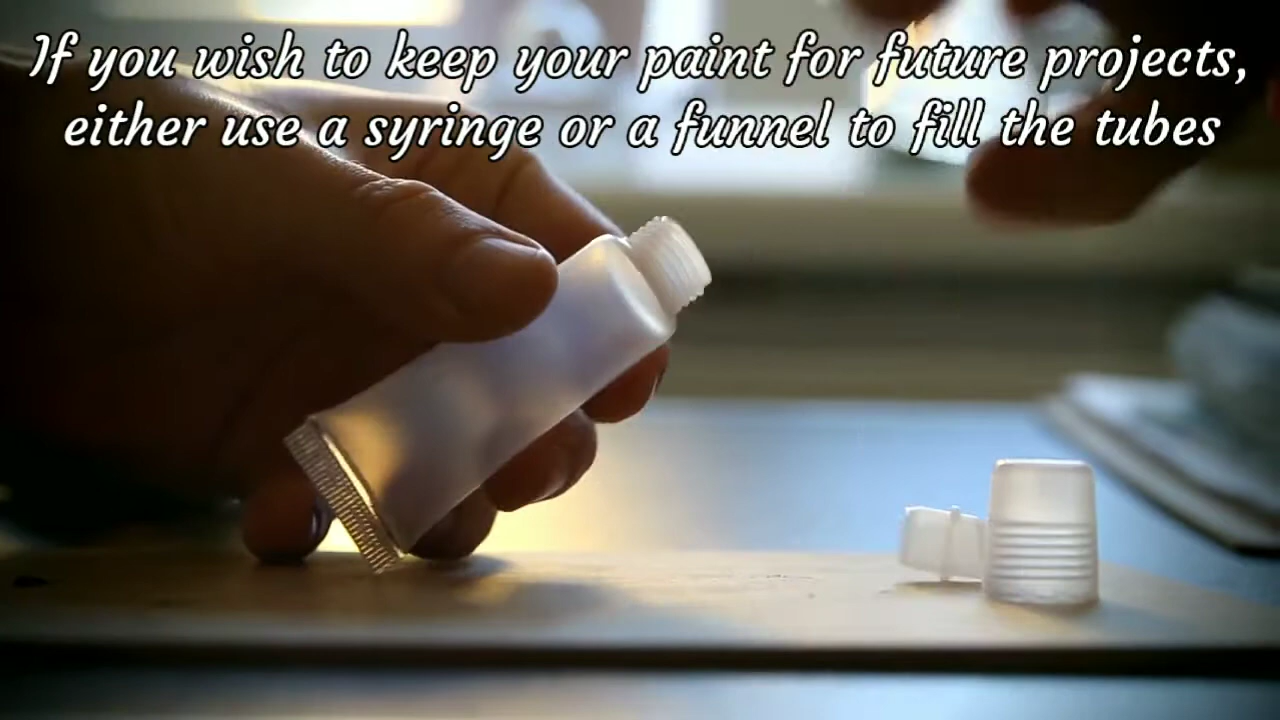 If you wish to keep your paint for future projects,
either use a syringe or a funnel to fill the tubes